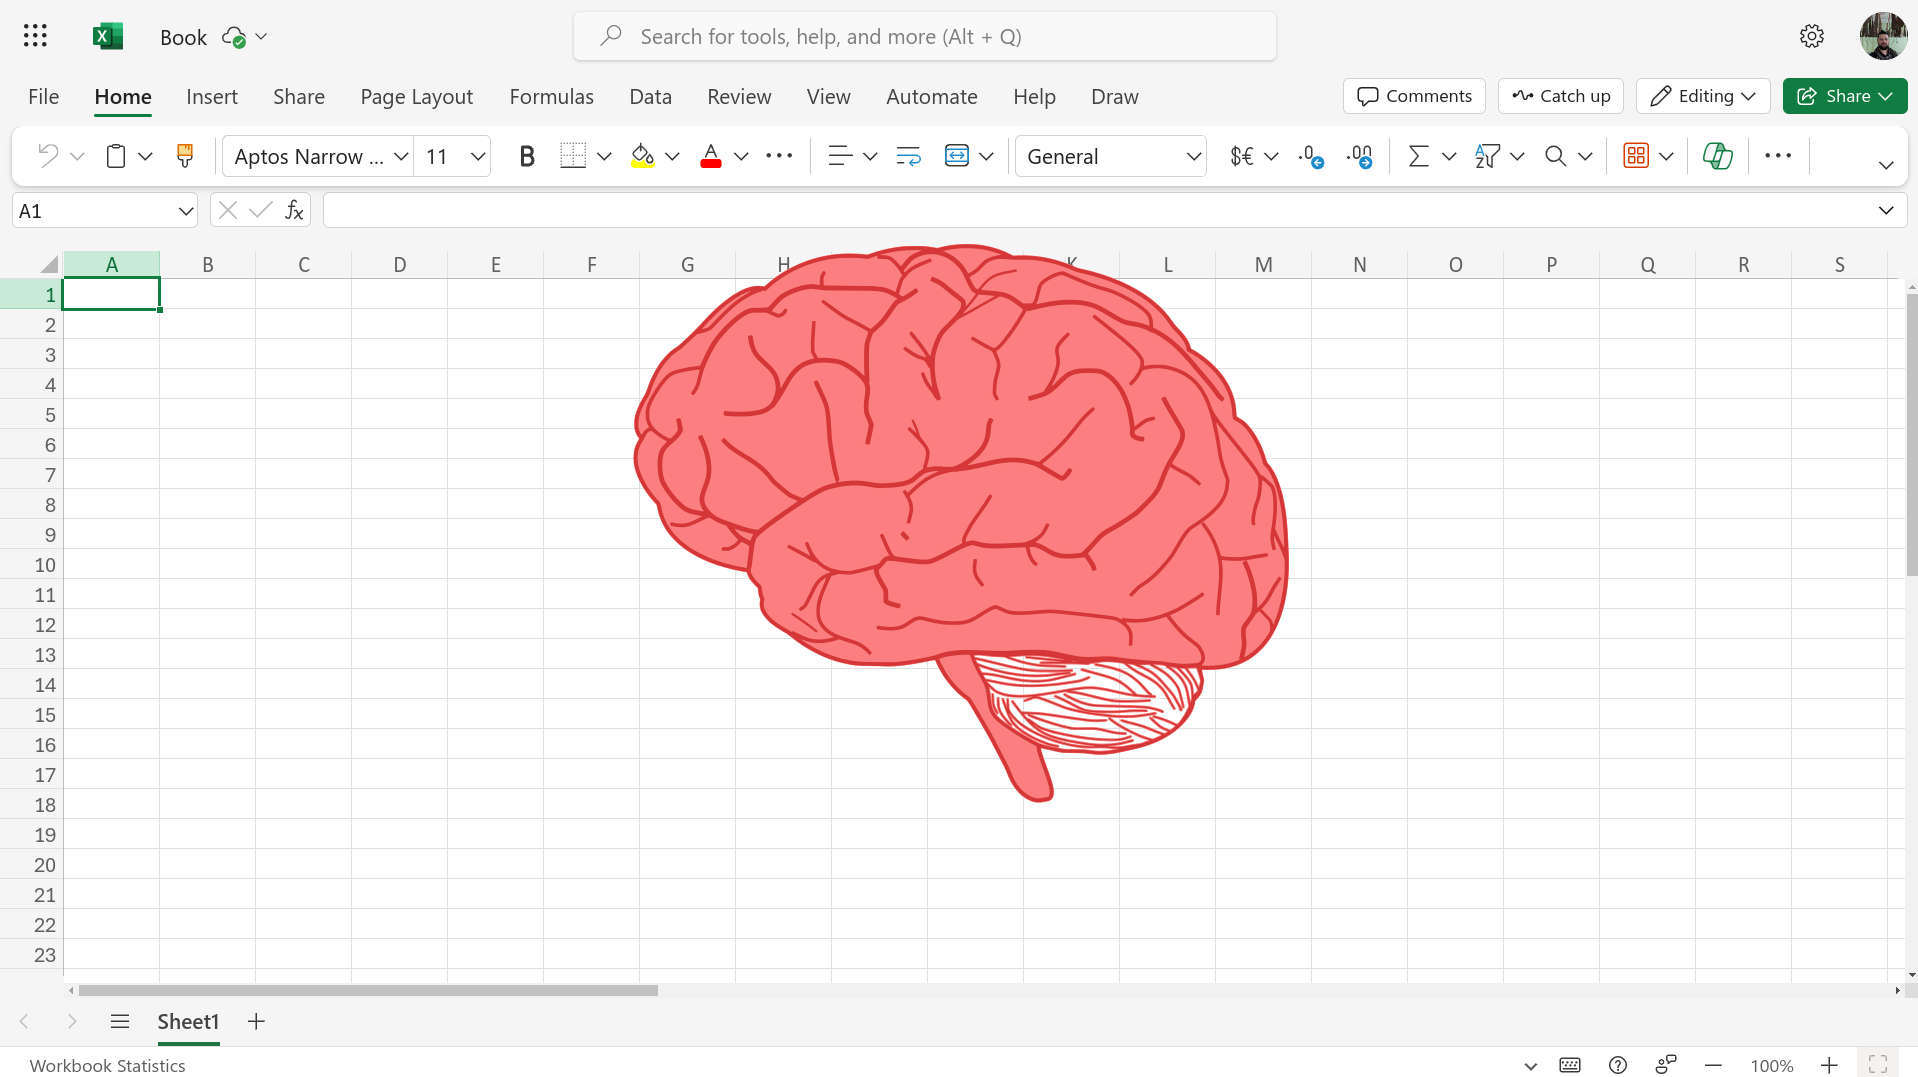 Book
Search for tools, help, and more (Alt + Q)
File Home Insert Share Page Layout Formulas Data Review View Automate Help Draw
Comments Catch up Editing Share
Aptos Narrow ... 11 B A General $€ .0 .00
A1 fx
A B C D E F G H K L M N O P Q R S
1
2
3
4
5
6
7
8
9
10
11
12
13
14
15
16
17
18
19
20
21
22
23
Sheet1
Workbook Statistics 100%